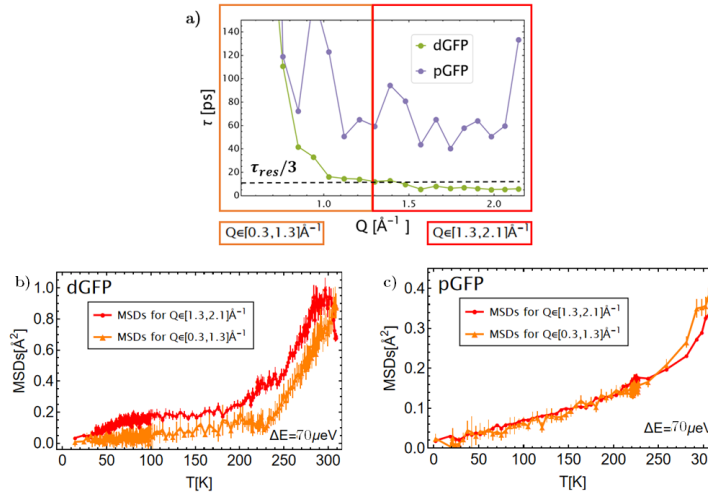 a)
140
120
100
80
60
40
20
0
τ [ps]
dGFP
pGFP
τres/3
1.0
1.5
2.0
Q [Å⁻¹ ]
Q∈[0.3,1.3]Å⁻¹
Q∈[1.3,2.1]Å⁻¹
b) dGFP
1.0
0.8
0.6
0.4
0.2
0.0
MSDs[Å²]
MSDs for Q∈[1.3,2.1]Å⁻¹
MSDs for Q∈[0.3,1.3]Å⁻¹
ΔE=70μeV
0 50 100 150 200 250 300
T[K]
c) pGFP
0.4
0.3
0.2
0.1
0.0
MSDs[Å²]
MSDs for Q∈[1.3,2.1]Å⁻¹
MSDs for Q∈[0.3,1.3]Å⁻¹
ΔE=70μeV
0 50 100 150 200 250 300
T[K]